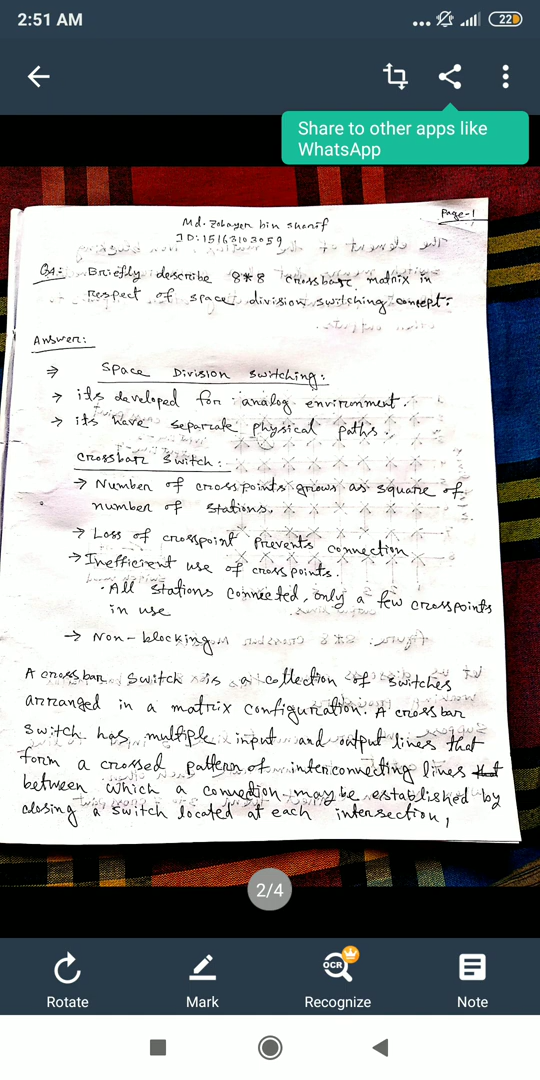 2:51 AM
22
Share to other apps like
WhatsApp
Page-1
Md. Zobayer bin Sharif
ID:15163103059
Briefly describe 8*8 crossbar matrix in
respect of space division switching concept:
Answer:
⇒ Space Division Switching:
→ its developed for analog environment.
→ its have separate physical paths.
crossbar switch:
→ Number of crosspoints grows as square of
number of stations.
→ Loss of crosspoint prevents connection
→ Inefficient use of crosspoints.
· All stations connected, only a few crosspoints
in use
→ Non-blocking
A crossbar switch is a collection of switches
arranged in a matrix configuration. A crossbar
switch has multiple input and output lines that
form a crossed pattern of interconnecting lines
between which a connection may be established by
closing a switch located at each intersection,
2/4
OCR
Rotate
Mark
Recognize
Note